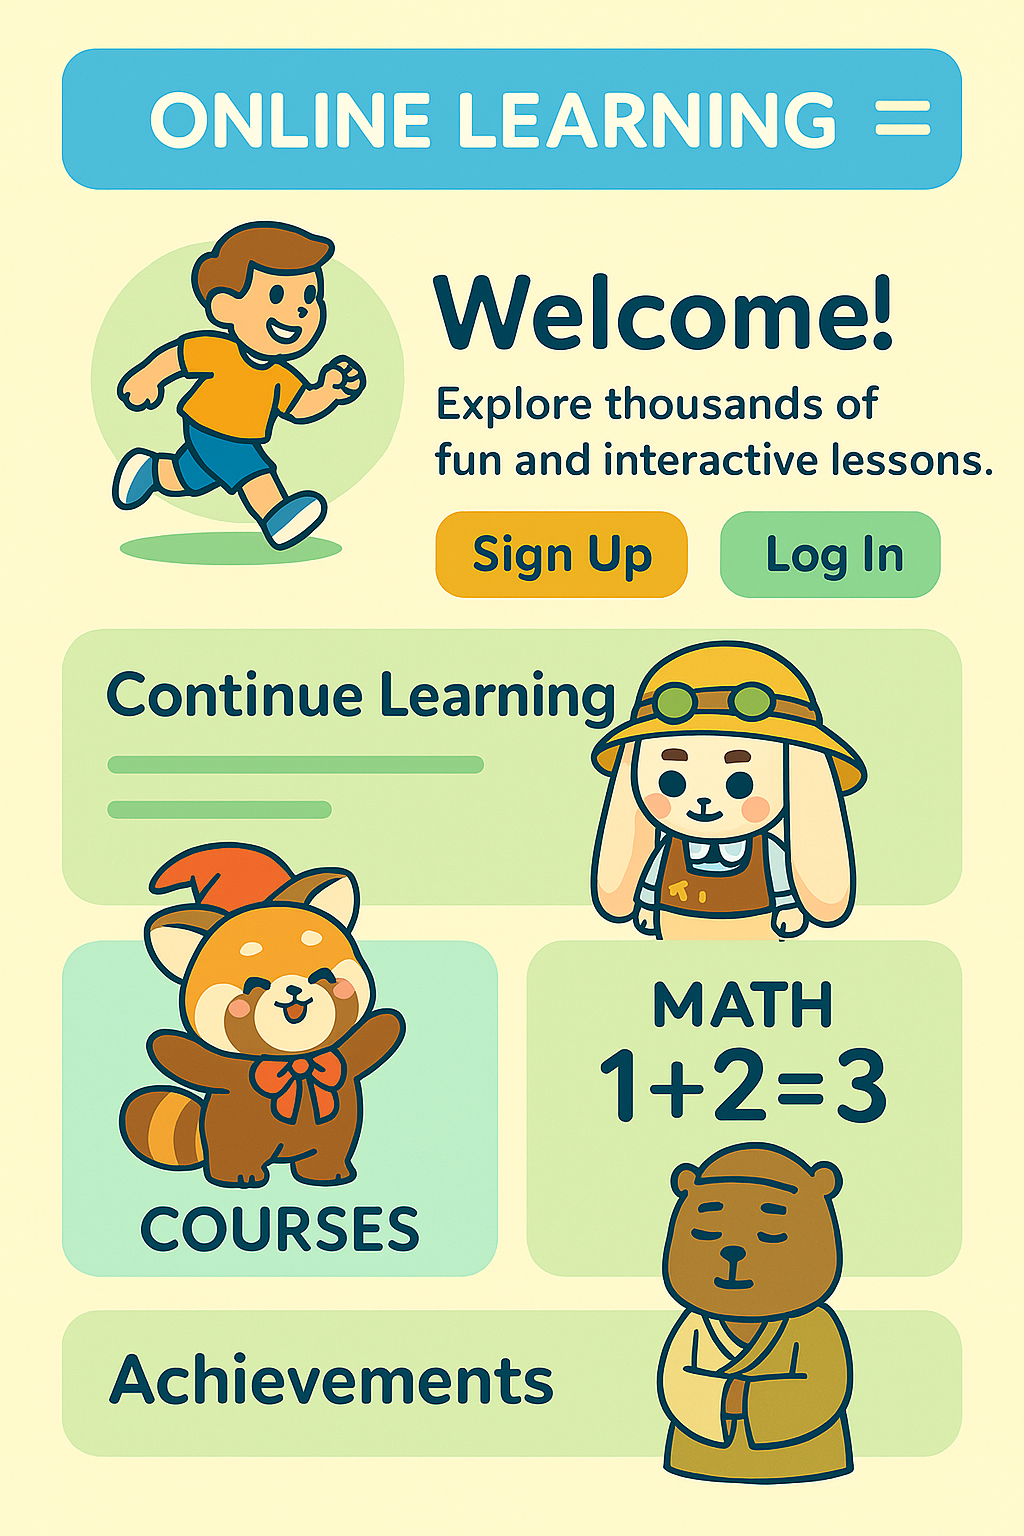 ONLINE LEARNING
Welcome!
Explore thousands of
fun and interactive lessons.
Sign Up
Log In
Continue Learning
COURSES
MATH
1+2=3
Achievements